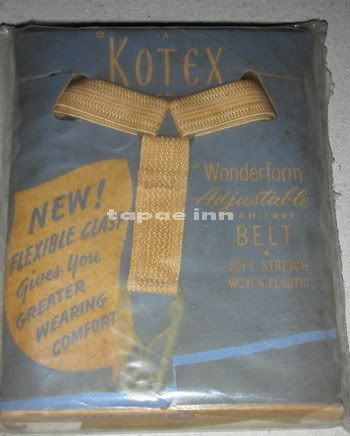 "KOTEX
"Wonderform
Adjustable
SANITARY
BELT
SOFT STRETCH
WOVEN ELASTIC
NEW!
FLEXIBLE CLASP
Gives You
GREATER
WEARING
COMFORT
tapae inn